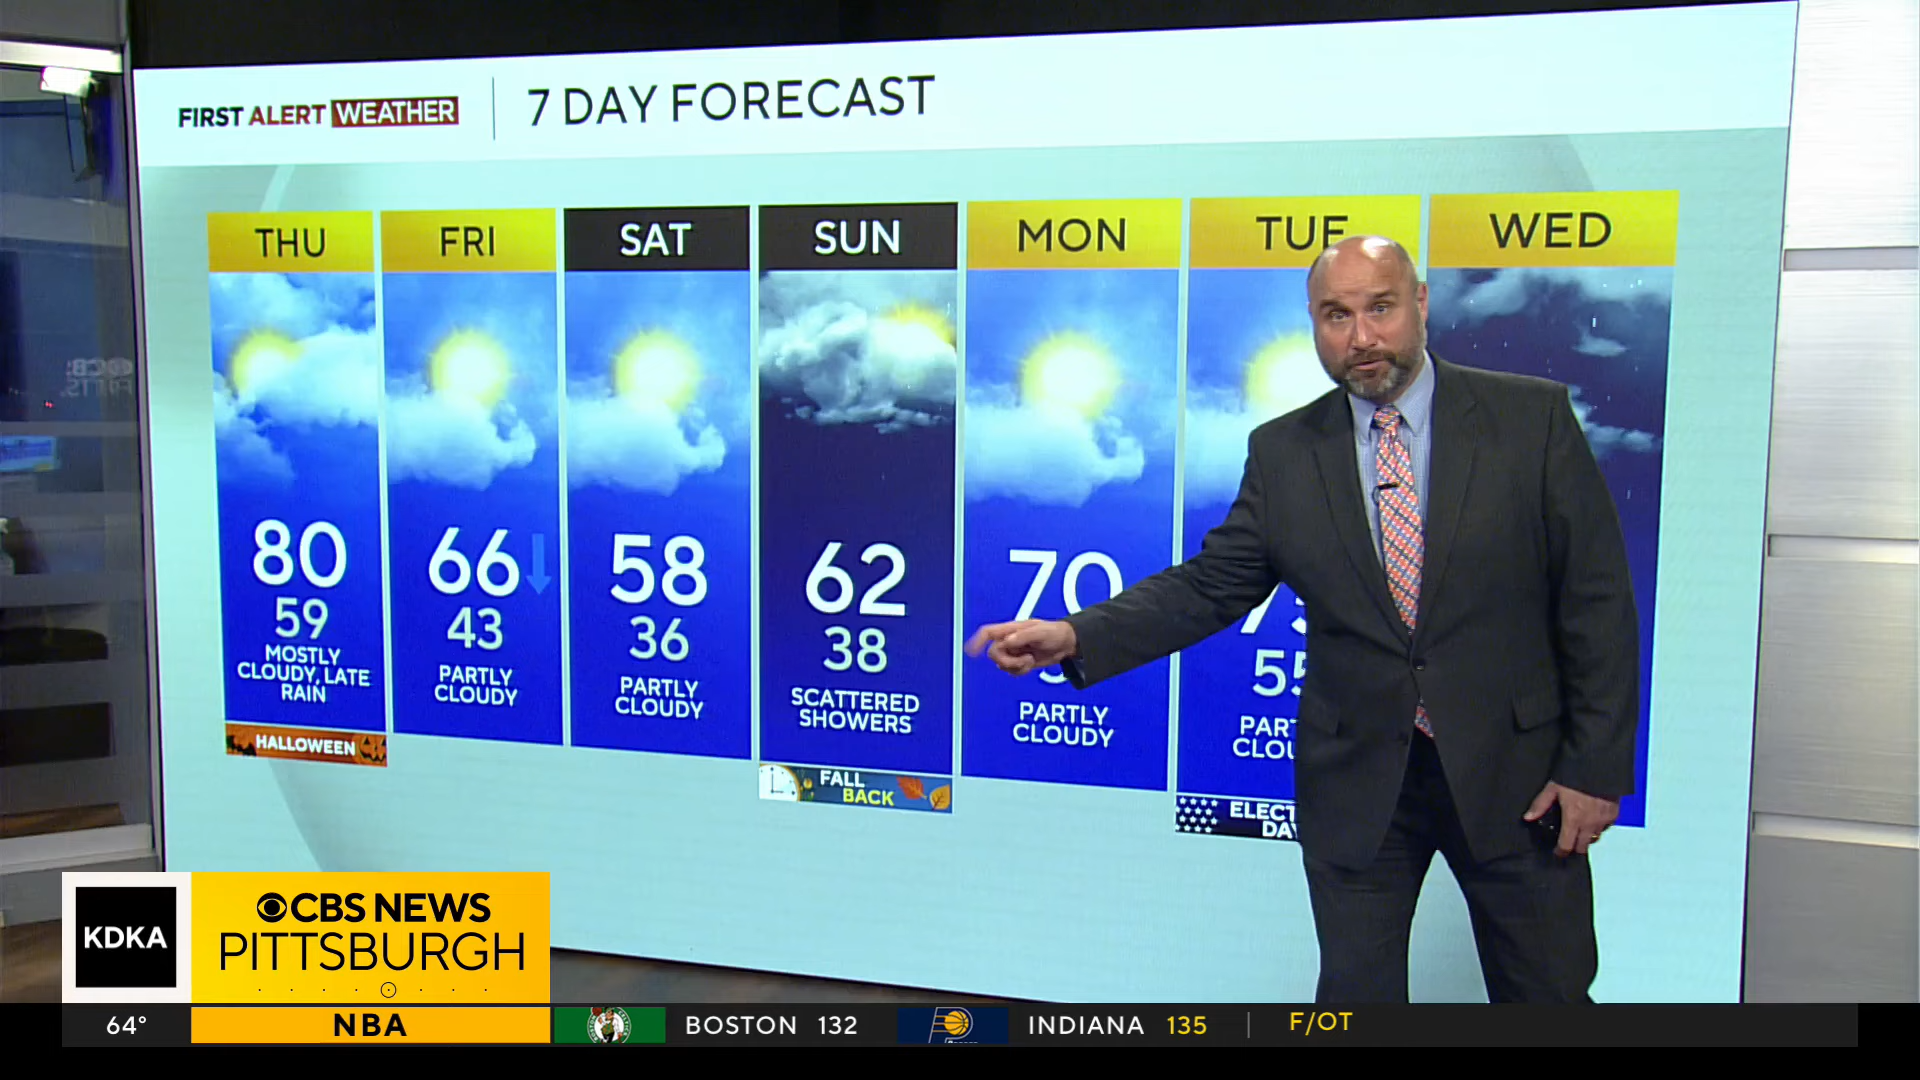 FIRST ALERT WEATHER
7 DAY FORECAST
THU
FRI
SAT
SUN
MON
TUE
WED
80
59
MOSTLY
CLOUDY, LATE
RAIN
HALLOWEEN
66
43
PARTLY
CLOUDY
58
36
PARTLY
CLOUDY
62
38
SCATTERED
SHOWERS
FALL
BACK
70
PARTLY
CLOUDY
KDKA
CBS NEWS
PITTSBURGH
64°
NBA
BOSTON 132
INDIANA 135
F/OT